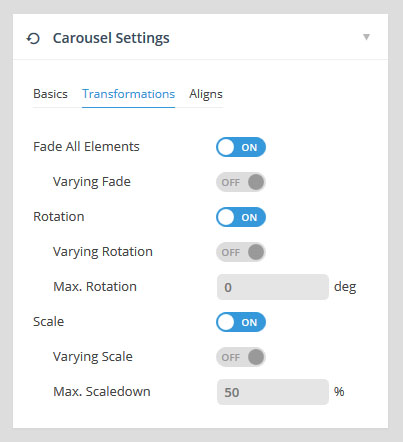 Carousel Settings
Basics Transformations Aligns
Fade All Elements ON
Varying Fade OFF
Rotation ON
Varying Rotation OFF
Max. Rotation 0 deg
Scale ON
Varying Scale OFF
Max. Scaledown 50 %